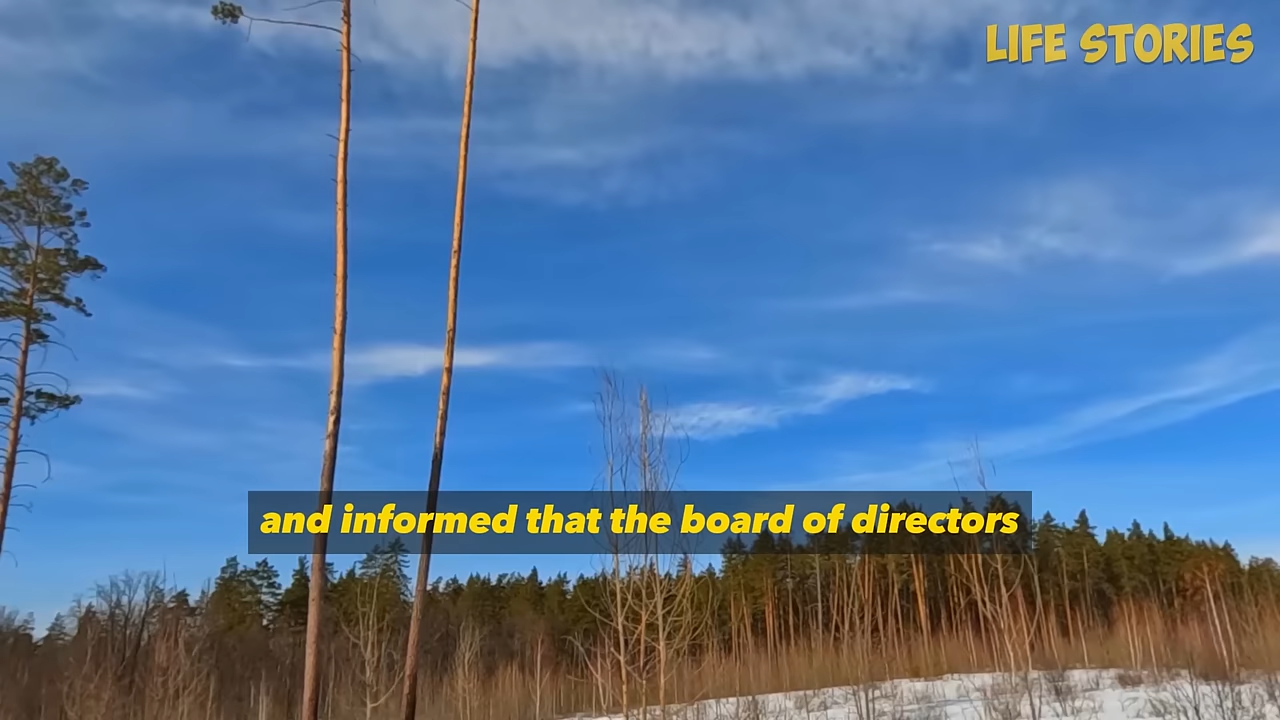 LIFE STORIES
and informed that the board of directors